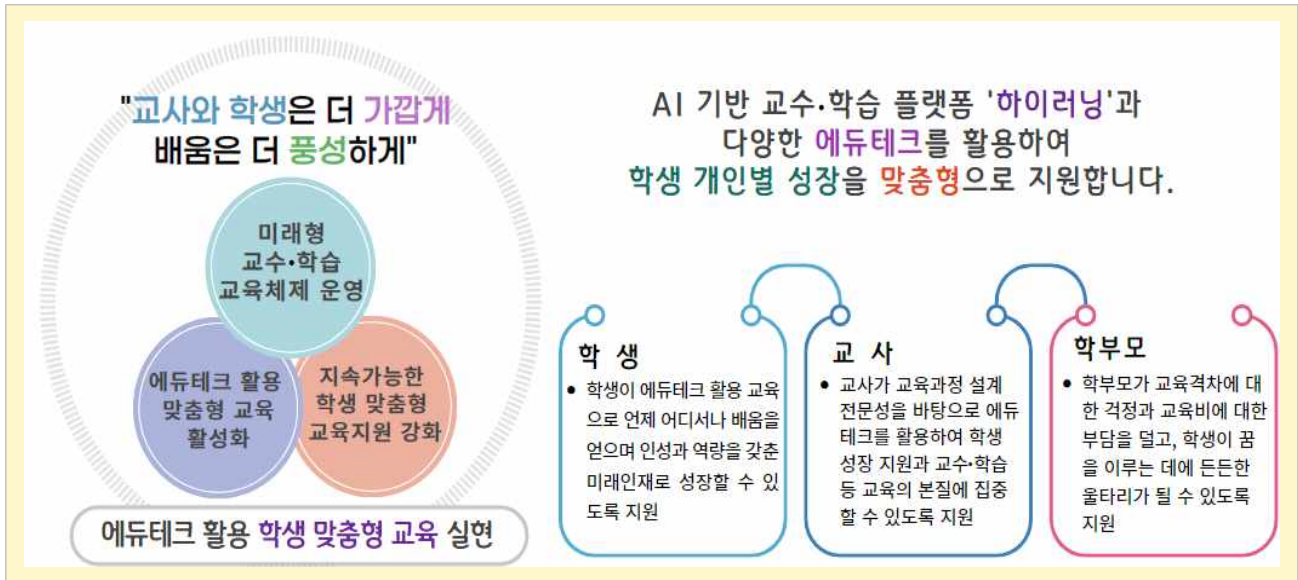 "교사와 학생은 더 가깝게
배움은 더 풍성하게"
미래형
교수•학습
교육체제 운영
에듀테크 활용
맞춤형 교육
활성화
지속가능한
학생 맞춤형
교육지원 강화
에듀테크 활용 학생 맞춤형 교육 실현
AI 기반 교수•학습 플랫폼 '하이러닝'과
다양한 에듀테크를 활용하여
학생 개인별 성장을 맞춤형으로 지원합니다.
학 생
• 학생이 에듀테크 활용 교육
으로 언제 어디서나 배움을
얻으며 인성과 역량을 갖춘
미래인재로 성장할 수 있
도록 지원
교 사
• 교사가 교육과정 설계
전문성을 바탕으로 에듀
테크를 활용하여 학생
성장 지원과 교수•학습
등 교육의 본질에 집중
할 수 있도록 지원
학부모
• 학부모가 교육격차에 대
한 걱정과 교육비에 대한
부담을 덜고, 학생이 꿈
을 이루는 데에 든든한
울타리가 될 수 있도록
지원